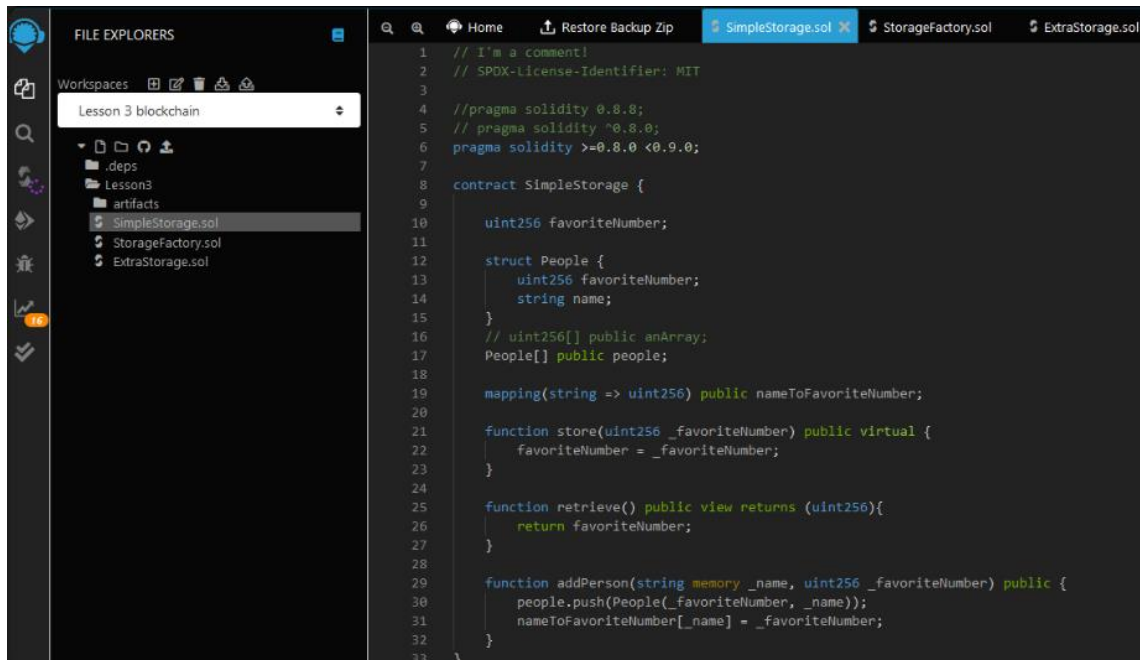 FILE EXPLORERS
Workspaces
Lesson 3 blockchain
.deps
Lesson3
artifacts
SimpleStorage.sol
StorageFactory.sol
ExtraStorage.sol
16
Home Restore Backup Zip SimpleStorage.sol StorageFactory.sol ExtraStorage.sol
1 // I'm a comment!
2 // SPDX-License-Identifier: MIT
3
4 //pragma solidity 0.8.8;
5 // pragma solidity ^0.8.0;
6 pragma solidity >=0.8.0 <0.9.0;
7
8 contract SimpleStorage {
9
10 uint256 favoriteNumber;
11
12 struct People {
13 uint256 favoriteNumber;
14 string name;
15 }
16 // uint256[] public anArray;
17 People[] public people;
18
19 mapping(string => uint256) public nameToFavoriteNumber;
20
21 function store(uint256 _favoriteNumber) public virtual {
22 favoriteNumber = _favoriteNumber;
23 }
24
25 function retrieve() public view returns (uint256){
26 return favoriteNumber;
27 }
28
29 function addPerson(string memory _name, uint256 _favoriteNumber) public {
30 people.push(People(_favoriteNumber, _name));
31 nameToFavoriteNumber[_name] = _favoriteNumber;
32 }
33 }